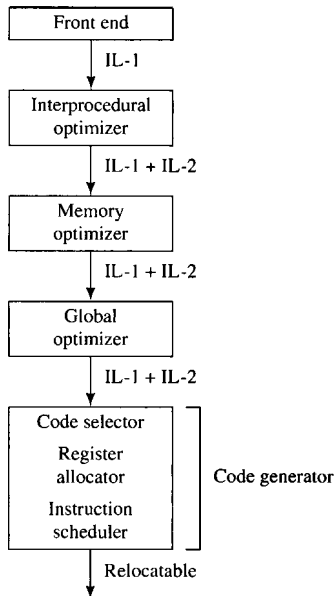 Front end
IL-1
Interprocedural
optimizer
IL-1 + IL-2
Memory
optimizer
IL-1 + IL-2
Global
optimizer
IL-1 + IL-2
Code selector
Register
allocator
Instruction
scheduler
Code generator
Relocatable